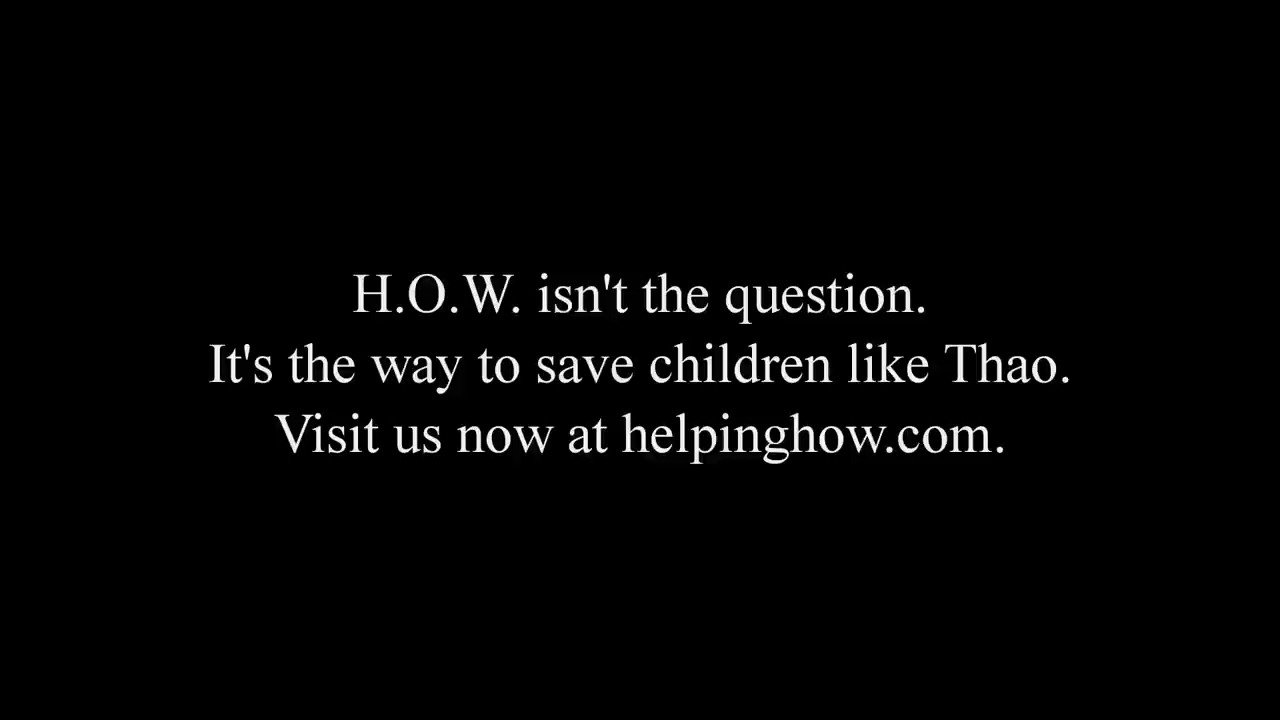 H.O.W. isn't the question.
It's the way to save children like Thao.
Visit us now at helpinghow.com.